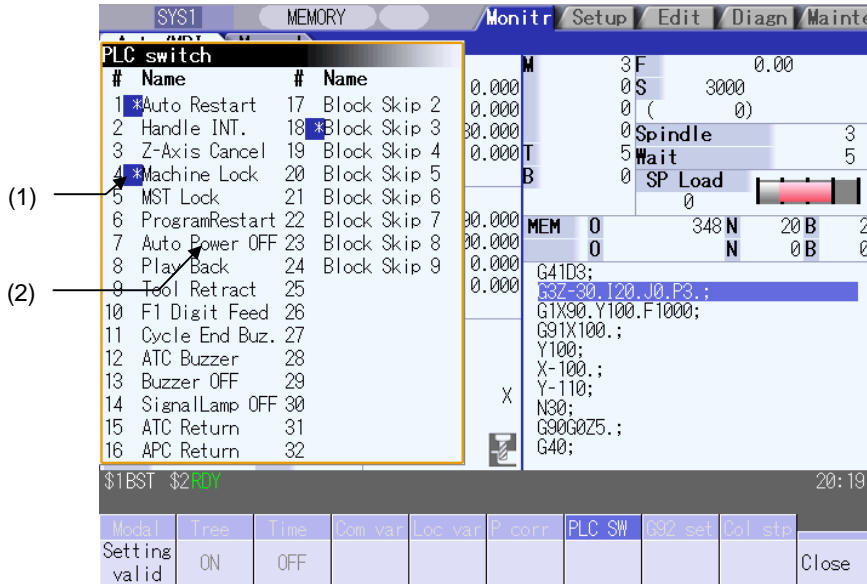 SYS1 MEMORY Monitr Setup Edit Diagn Mainte
PLC switch
# Name # Name
1 *Auto Restart 17 Block Skip 2
2 Handle INT. 18 *Block Skip 3
3 Z-Axis Cancel 19 Block Skip 4
4 *Machine Lock 20 Block Skip 5
5 MST Lock 21 Block Skip 6
6 ProgramRestart 22 Block Skip 7
7 Auto Power OFF 23 Block Skip 8
8 Play Back 24 Block Skip 9
9 Tool Retract 25
10 F1 Digit Feed 26
11 Cycle End Buz. 27
12 ATC Buzzer 28
13 Buzzer OFF 29
14 SignalLamp OFF 30
15 ATC Return 31
16 APC Return 32
(1)
(2)
0.000
0.000
30.000
0.000
90.000
00.000
0.000
0.000
X
M 3 F 0.00
0 S 3000
0 ( 0)
0 Spindle 3
T 5 Wait 5
B 0 SP Load
0
MEM O 348 N 20 B 2
O N 0 B 0
G41D3;
G3Z-30.I20.J0.P3.;
G1X90.Y100.F1000;
G91X100.;
Y100;
X-100.;
Y-110;
N30;
G90G0Z5.;
G40;
$1BST $2RDY 20:19
Modal Tree Time Com var Loc var P corr PLC SW G92 set Col stp
Setting valid ON OFF Close